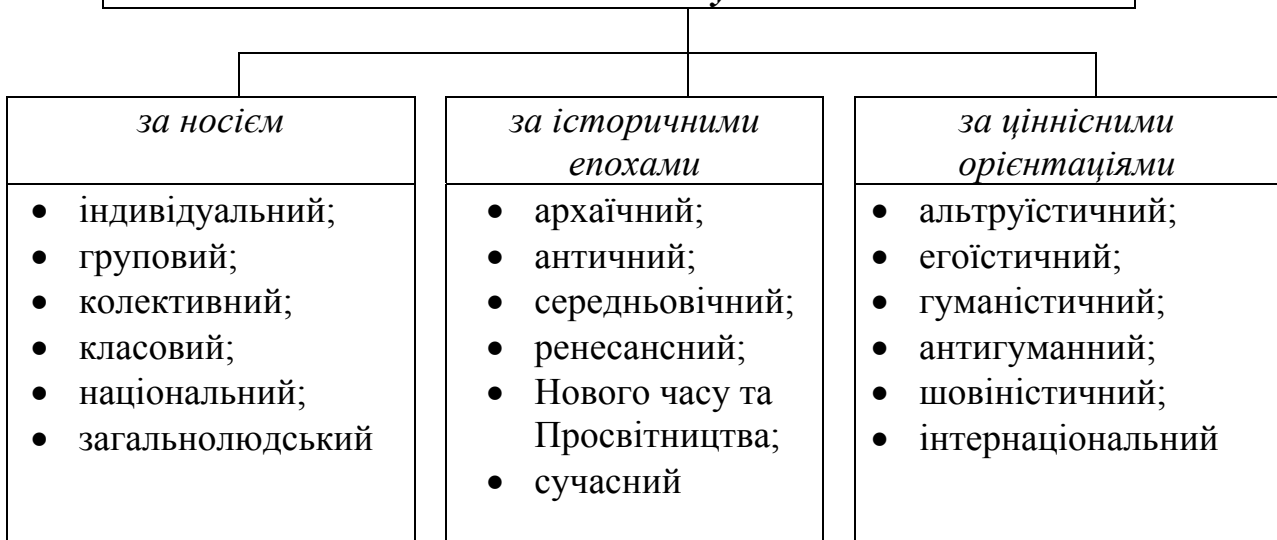 за носієм
• індивідуальний;
• груповий;
• колективний;
• класовий;
• національний;
• загальнолюдський
за історичними
епохами
• архаїчний;
• античний;
• середньовічний;
• ренесансний;
• Нового часу та
Просвітництва;
• сучасний
за ціннісними
орієнтаціями
• альтруїстичний;
• егоїстичний;
• гуманістичний;
• антигуманний;
• шовіністичний;
• інтернаціональний